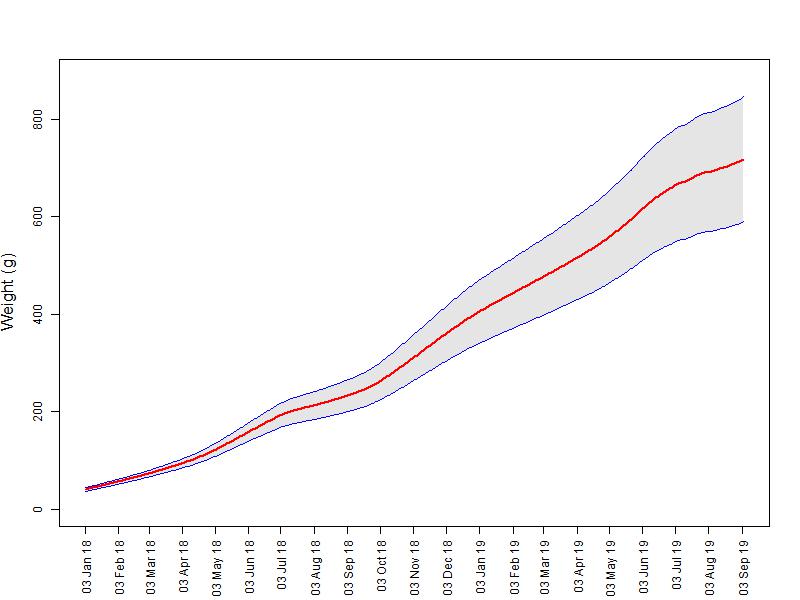 Weight (g)
800
600
400
200
0
03 Jan 18
03 Feb 18
03 Mar 18
03 Apr 18
03 May 18
03 Jun 18
03 Jul 18
03 Aug 18
03 Sep 18
03 Oct 18
03 Nov 18
03 Dec 18
03 Jan 19
03 Feb 19
03 Mar 19
03 Apr 19
03 May 19
03 Jun 19
03 Jul 19
03 Aug 19
03 Sep 19